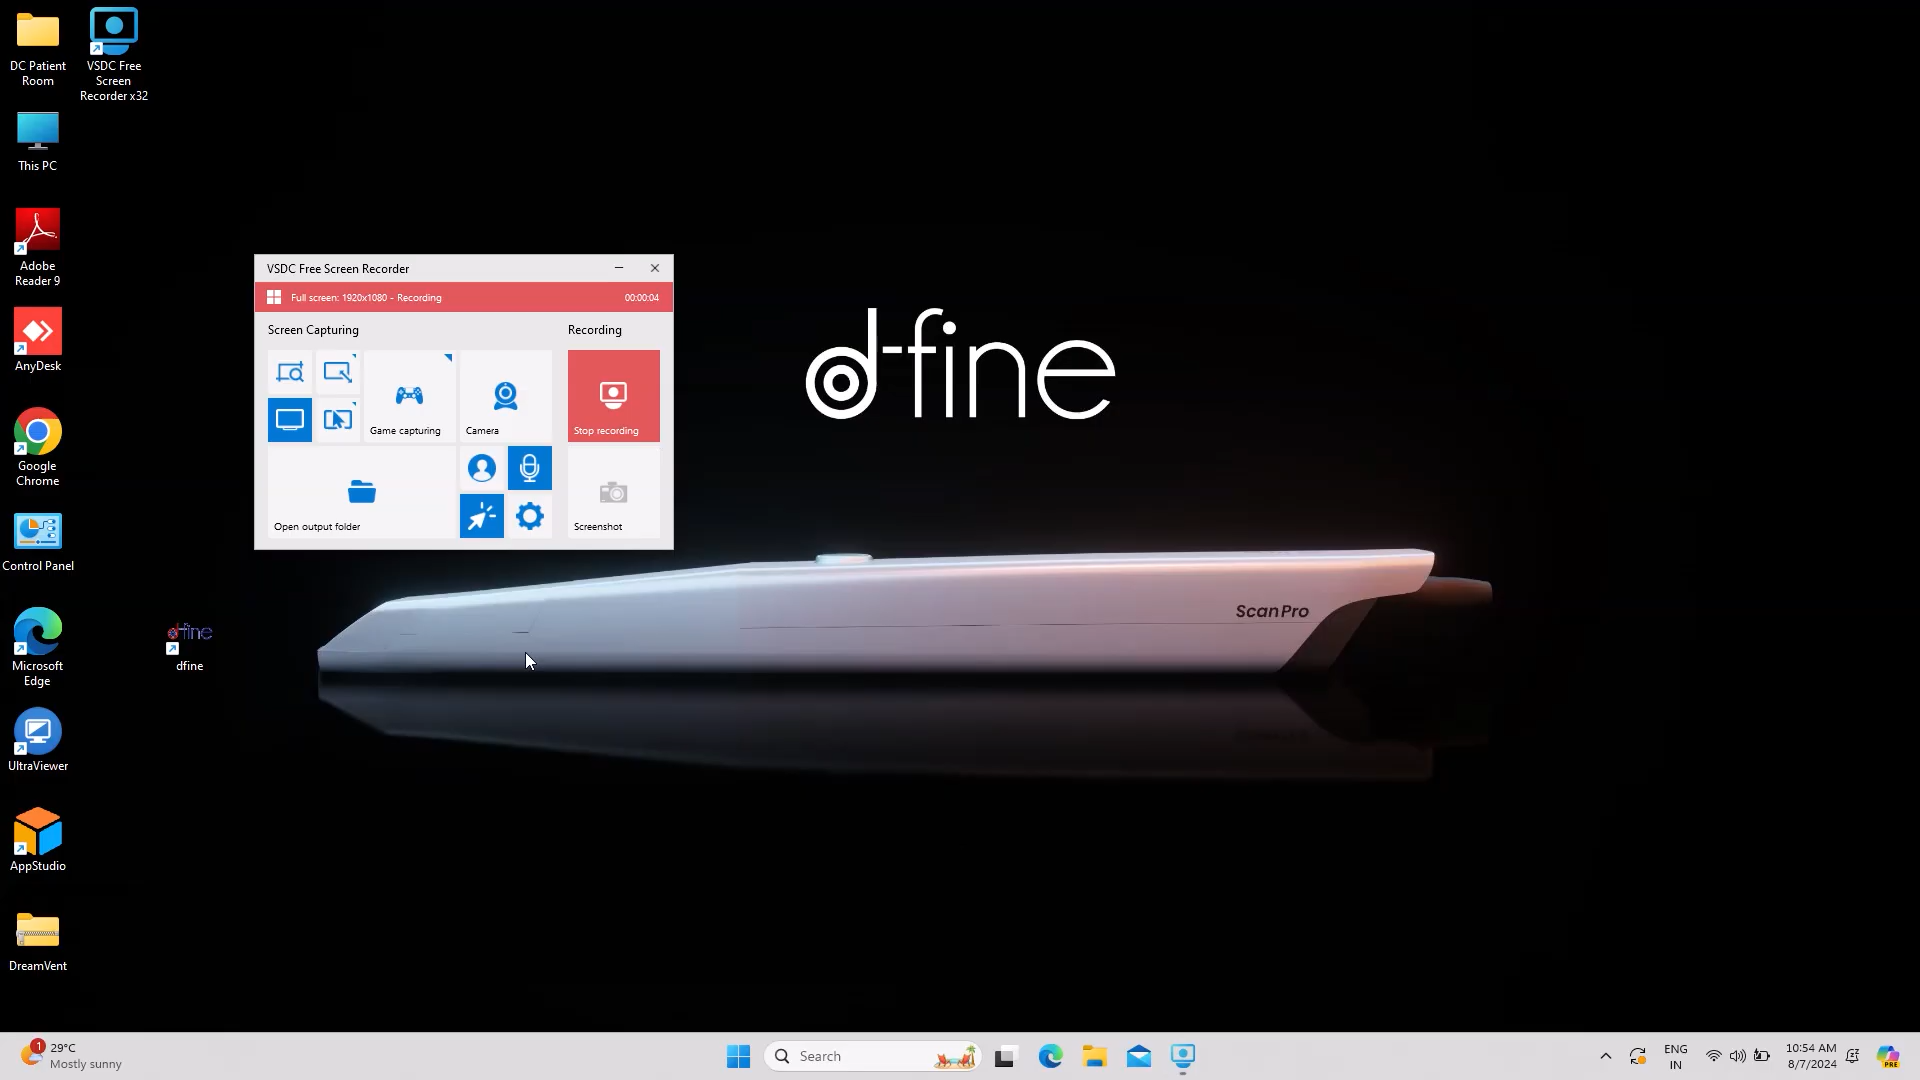 DC Patient
Room
VSDC Free
Screen
Recorder x32
This PC
Adobe
Reader 9
AnyDesk
Google
Chrome
Control Panel
Microsoft
Edge
UltraViewer
AppStudio
DreamVent
d-fine
dfine
VSDC Free Screen Recorder
Full screen: 1920x1080 - Recording
00:00:04
Screen Capturing
Recording
Game capturing
Camera
Stop recording
Open output folder
Screenshot
d-fine
ScanPro
1
29°C
Mostly sunny
Search
ENG
IN
10:54 AM
8/7/2024
PRE